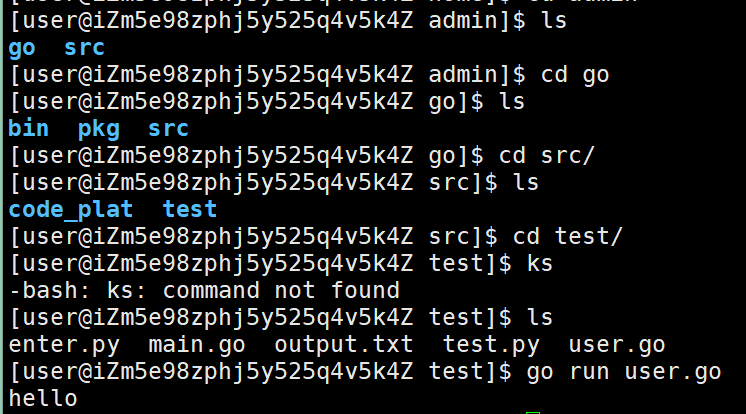 [user@iZm5e98zphj5y525q4v5k4Z admin]$ ls
go  src
[user@iZm5e98zphj5y525q4v5k4Z admin]$ cd go
[user@iZm5e98zphj5y525q4v5k4Z go]$ ls
bin  pkg  src
[user@iZm5e98zphj5y525q4v5k4Z go]$ cd src/
[user@iZm5e98zphj5y525q4v5k4Z src]$ ls
code_plat  test
[user@iZm5e98zphj5y525q4v5k4Z src]$ cd test/
[user@iZm5e98zphj5y525q4v5k4Z test]$ ks
-bash: ks: command not found
[user@iZm5e98zphj5y525q4v5k4Z test]$ ls
enter.py  main.go  output.txt  test.py  user.go
[user@iZm5e98zphj5y525q4v5k4Z test]$ go run user.go
hello